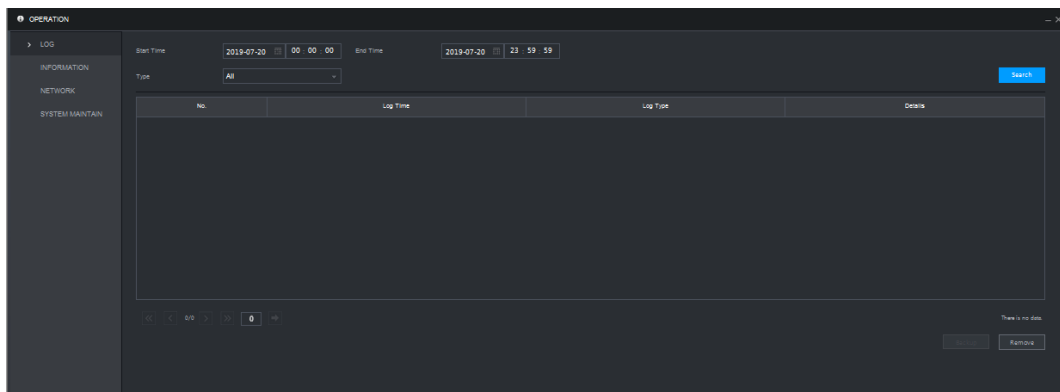 OPERATION
LOG
INFORMATION
NETWORK
SYSTEM MAINTAIN
Start Time 2019-07-20 00 : 00 : 00 End Time 2019-07-20 23 : 59 : 59
Type All
Search
No. Log Time Log Type Details
0/0 0 There is no data.
Remove